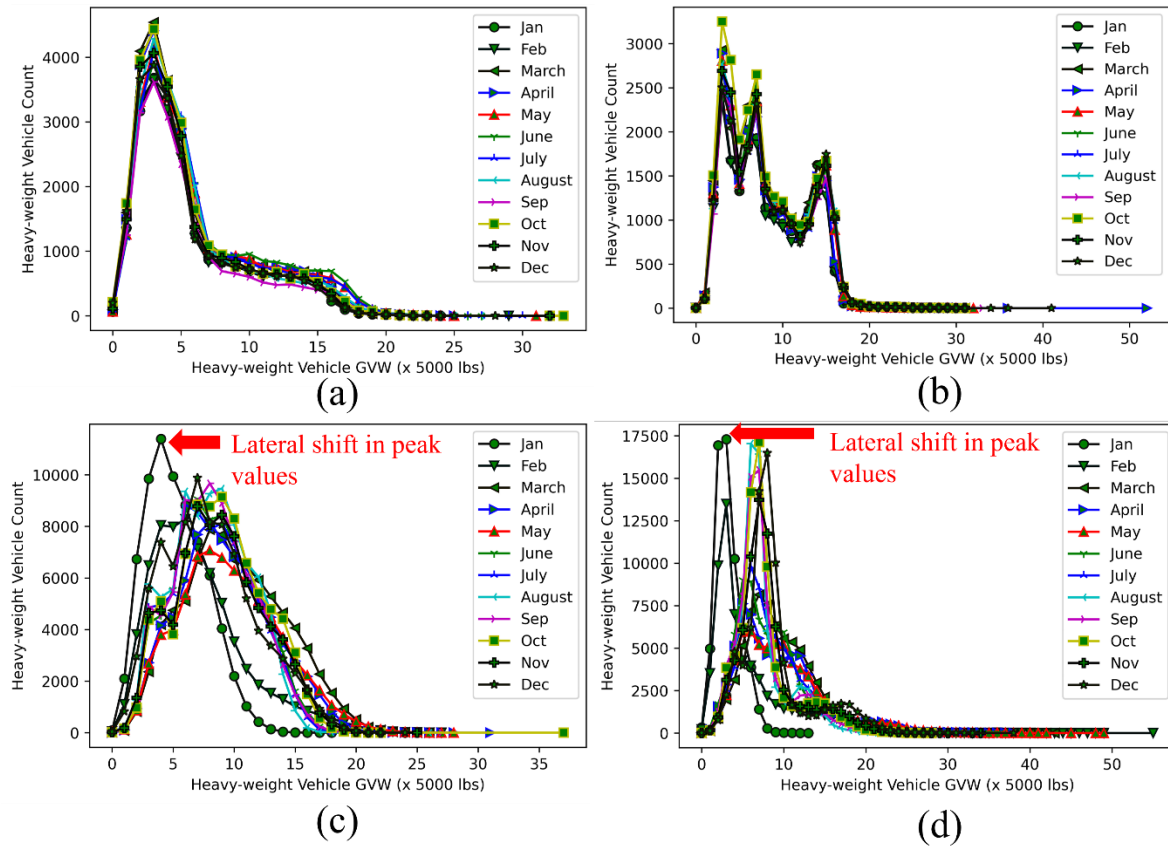 4000
3000
2000
1000
0
Heavy-weight Vehicle Count
0 5 10 15 20 25 30
Heavy-weight Vehicle GVW (x 5000 lbs)
Jan
Feb
March
April
May
June
July
August
Sep
Oct
Nov
Dec
(a)
3000
2500
2000
1500
1000
500
0
Heavy-weight Vehicle Count
0 10 20 30 40 50
Heavy-weight Vehicle GVW (x 5000 lbs)
Jan
Feb
March
April
May
June
July
August
Sep
Oct
Nov
Dec
(b)
10000
8000
6000
4000
2000
0
Heavy-weight Vehicle Count
0 5 10 15 20 25 30 35
Heavy-weight Vehicle GVW (x 5000 lbs)
Lateral shift in peak
values
Jan
Feb
March
April
May
June
July
August
Sep
Oct
Nov
Dec
(c)
17500
15000
12500
10000
7500
5000
2500
0
Heavy-weight Vehicle Count
0 10 20 30 40 50
Heavy-weight Vehicle GVW (x 5000 lbs)
Lateral shift in peak
values
Jan
Feb
March
April
May
June
July
August
Sep
Oct
Nov
Dec
(d)